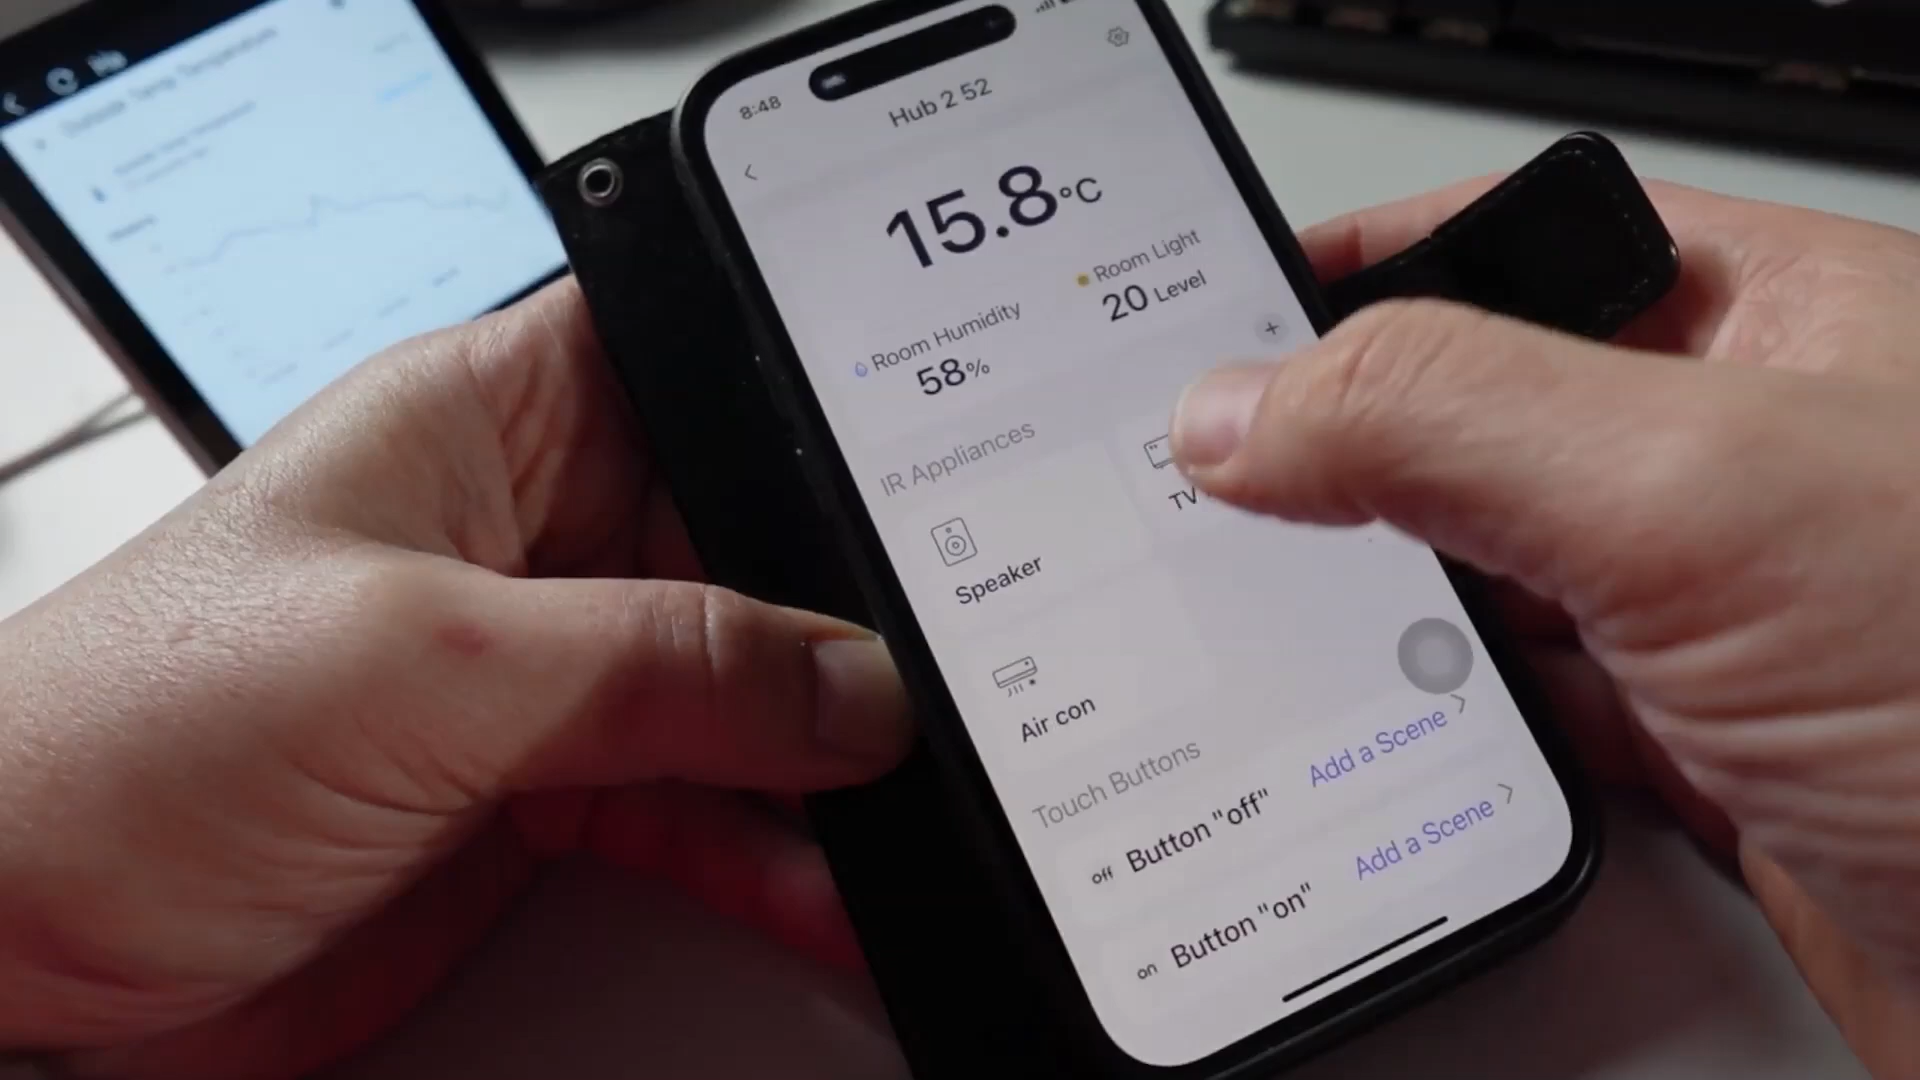 8:48
Hub 2 52
15.8°C
Room Humidity
58%
Room Light
20 Level
IR Appliances
Speaker
TV
Air con
Touch Buttons
off Button "off" Add a Scene
on Button "on" Add a Scene